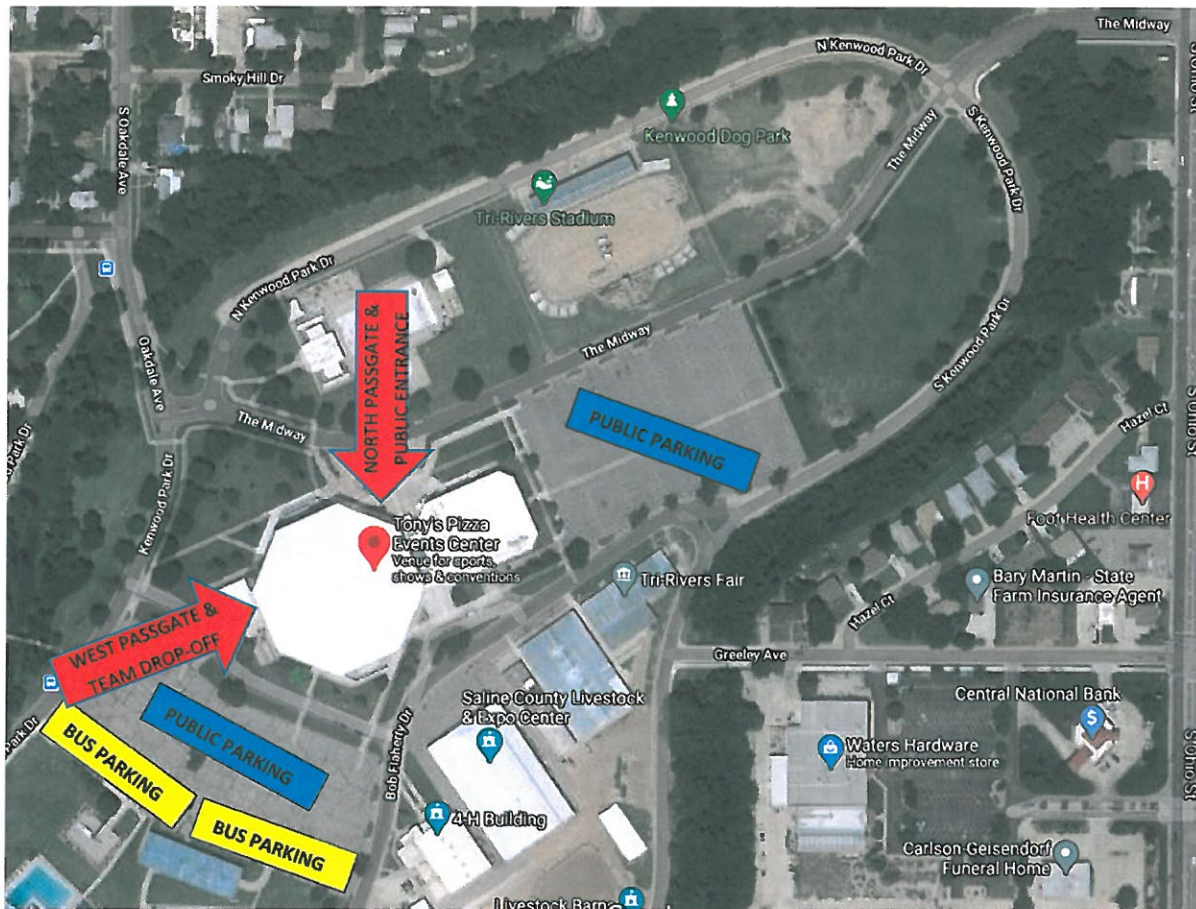 The Midway
N Kenwood Park Dr
Smoky Hill Dr
S Oakdale Ave
Kenwood Dog Park
The Midway
S Kenwood Park Dr
Tri-Rivers Stadium
N Kenwood Park Dr
NORTH PASSGATE &
PUBLIC ENTRANCE
The Midway
S Kenwood Park Dr
S Ohio St
Oakdale Ave
The Midway
PUBLIC PARKING
Hazel Ct
H
Foot Health Center
Kenwood Park Dr
Tony's Pizza
Events Center
Venue for sports,
shows & conventions
Tri-Rivers Fair
Bary Martin - State
Farm Insurance Agent
Hazel Ct
WEST PASSGATE &
TEAM DROP-OFF
Greeley Ave
Saline County Livestock
& Expo Center
Central National Bank
$
Park Dr
PUBLIC PARKING
BUS PARKING
Bob Flaherty Dr
Waters Hardware
Home improvement store
S Ohio St
4-H Building
BUS PARKING
Carlson-Geisendorf
Funeral Home